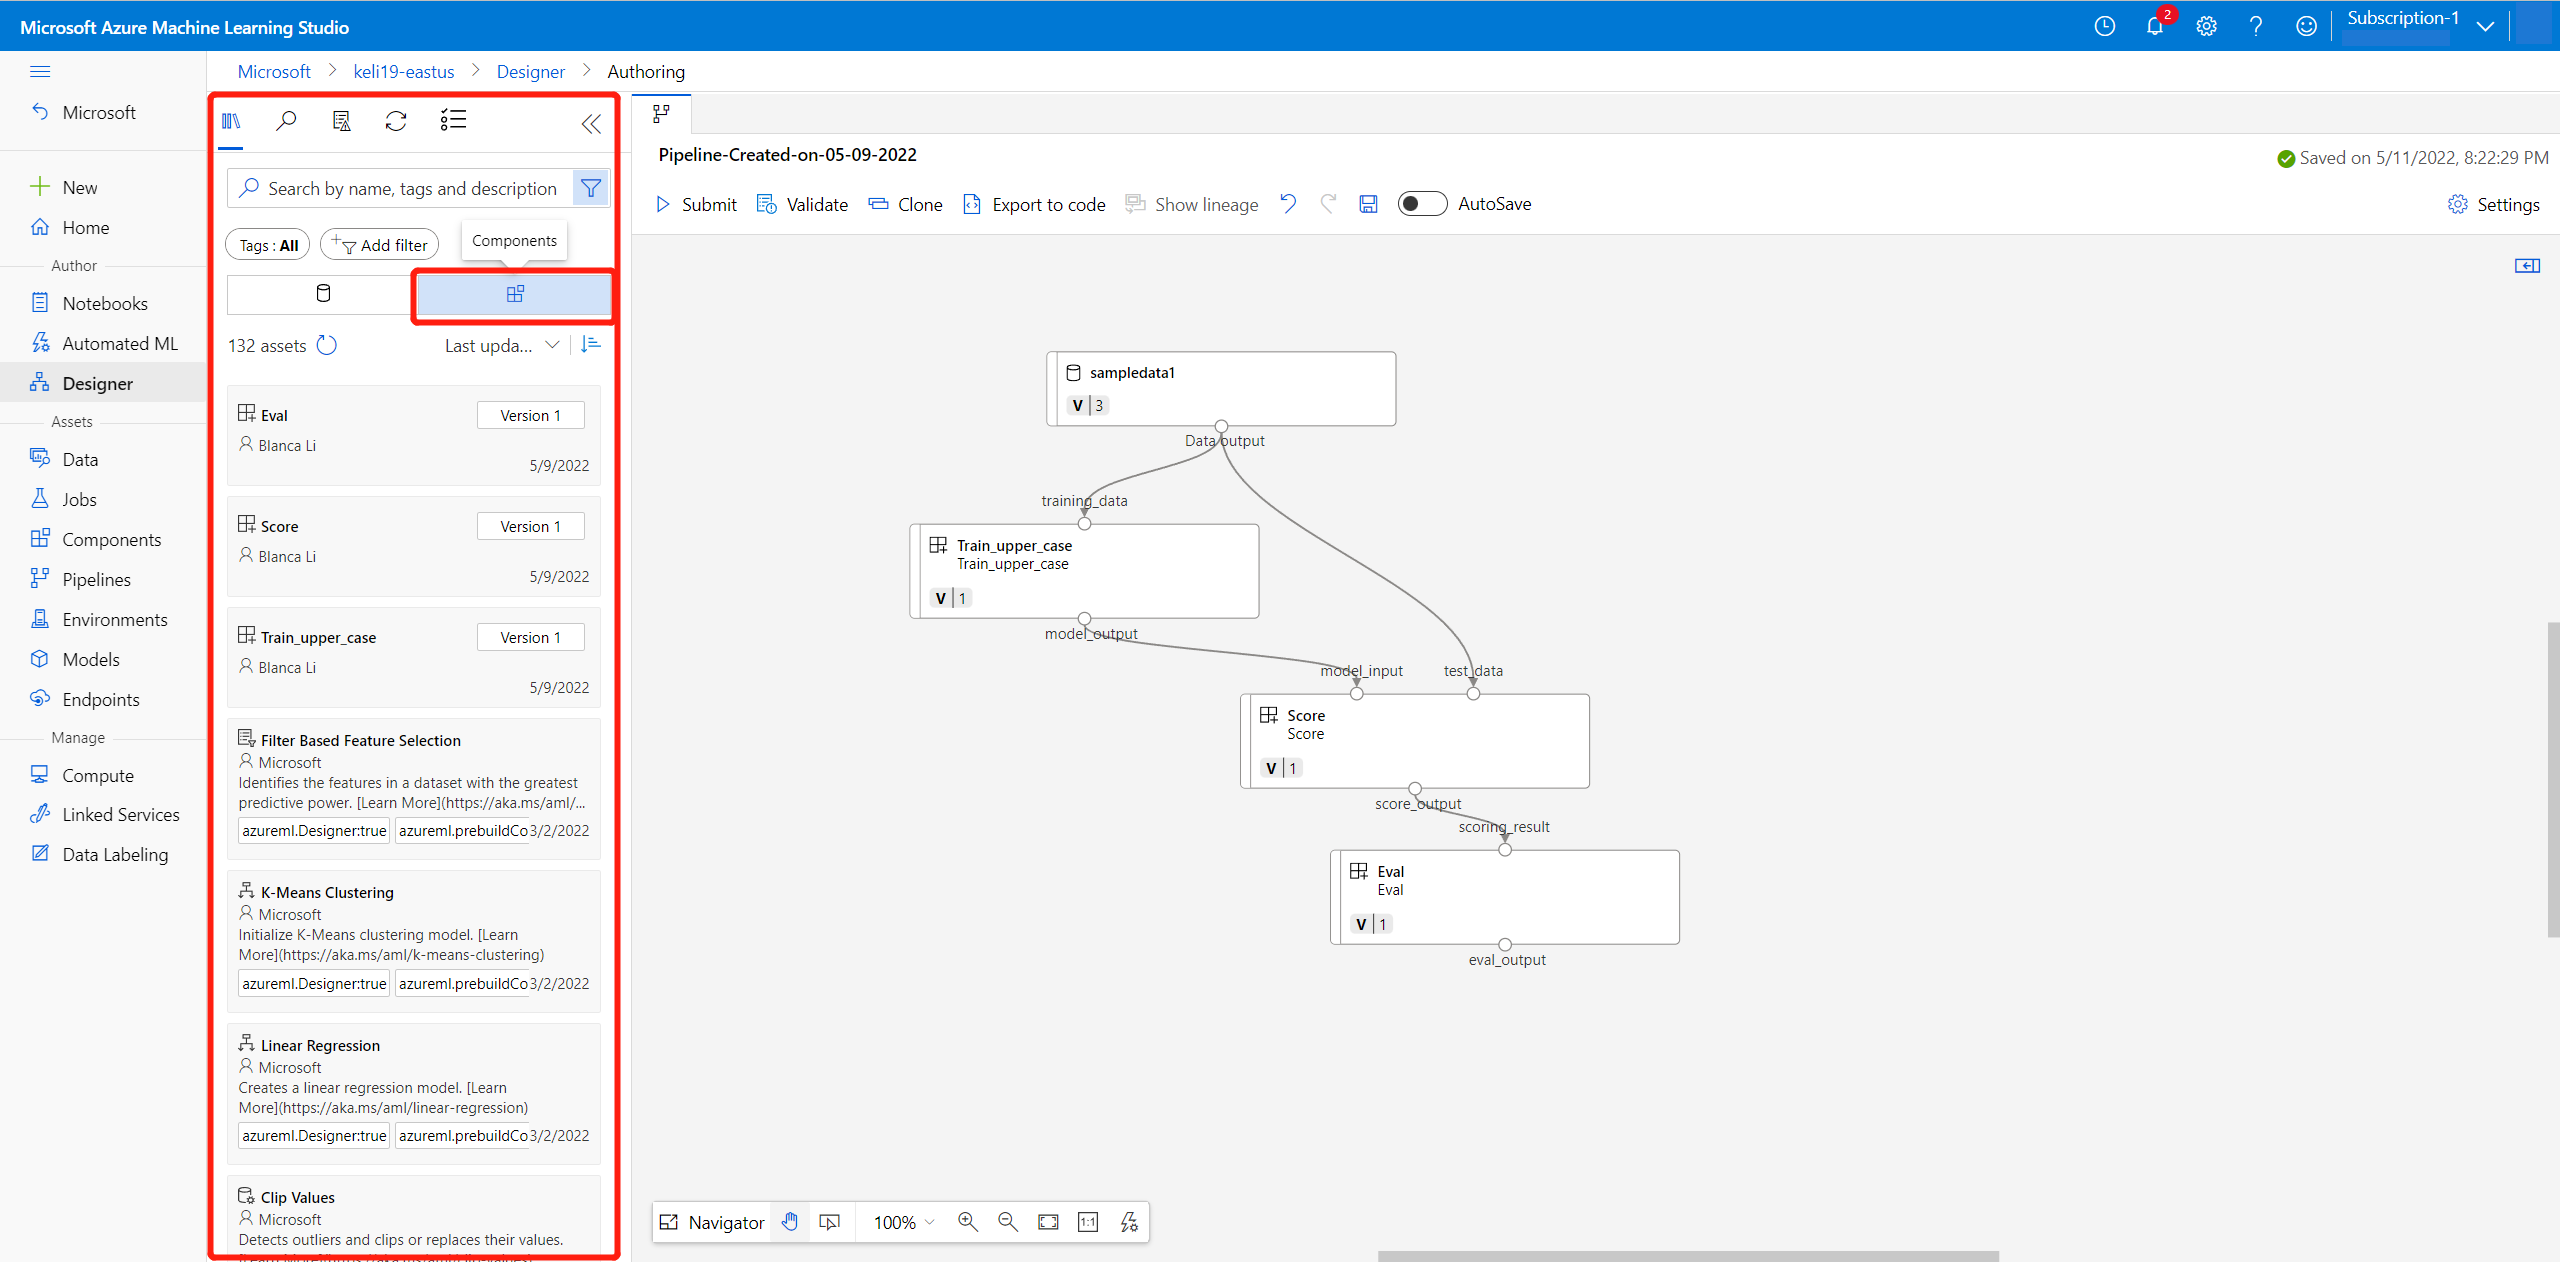 Microsoft Azure Machine Learning Studio
2
Subscription-1
Microsoft > keli19-eastus > Designer > Authoring
Microsoft
New
Home
Author
Notebooks
Automated ML
Designer
Assets
Data
Jobs
Components
Pipelines
Environments
Models
Endpoints
Manage
Compute
Linked Services
Data Labeling
Search by name, tags and description
Tags : All
Add filter
Components
132 assets
Last upda...
Eval
Version 1
Blanca Li
5/9/2022
Score
Version 1
Blanca Li
5/9/2022
Train_upper_case
Version 1
Blanca Li
5/9/2022
Filter Based Feature Selection
Microsoft
Identifies the features in a dataset with the greatest
predictive power. [Learn More](https://aka.ms/aml/...
azureml.Designer:true azureml.prebuildCo 3/2/2022
K-Means Clustering
Microsoft
Initialize K-Means clustering model. [Learn
More](https://aka.ms/aml/k-means-clustering)
azureml.Designer:true azureml.prebuildCo 3/2/2022
Linear Regression
Microsoft
Creates a linear regression model. [Learn
More](https://aka.ms/aml/linear-regression)
azureml.Designer:true azureml.prebuildCo 3/2/2022
Clip Values
Microsoft
Detects outliers and clips or replaces their values.
Pipeline-Created-on-05-09-2022
Saved on 5/11/2022, 8:22:29 PM
Submit
Validate
Clone
Export to code
Show lineage
AutoSave
Settings
sampledata1
V 3
Data output
training_data
Train_upper_case
Train_upper_case
V 1
model_output
model_input
test_data
Score
Score
V 1
score_output
scoring_result
Eval
Eval
V 1
eval_output
Navigator
100%
1:1